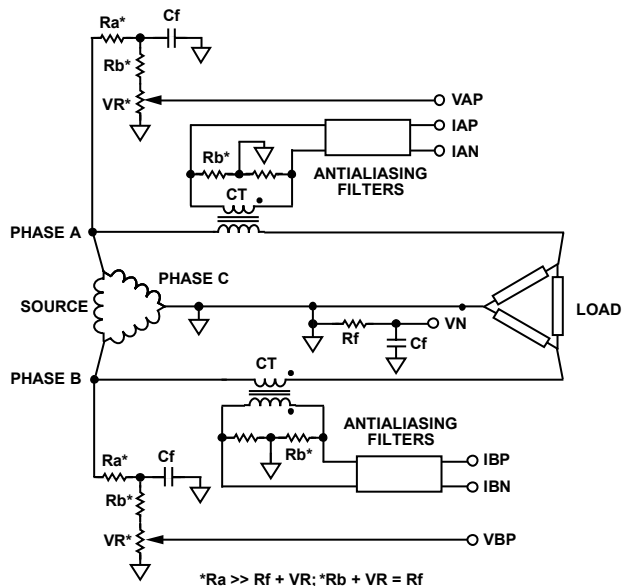 Ra*
Cf
Rb*
VR*
VAP
IAP
IAN
Rb*
ANTIALIASING
FILTERS
CT
PHASE A
PHASE C
SOURCE
LOAD
VN
Rf
Cf
PHASE B
CT
ANTIALIASING
FILTERS
Ra*
Cf
Rb*
IBP
IBN
Rb*
VR*
VBP
*Ra >> Rf + VR; *Rb + VR = Rf